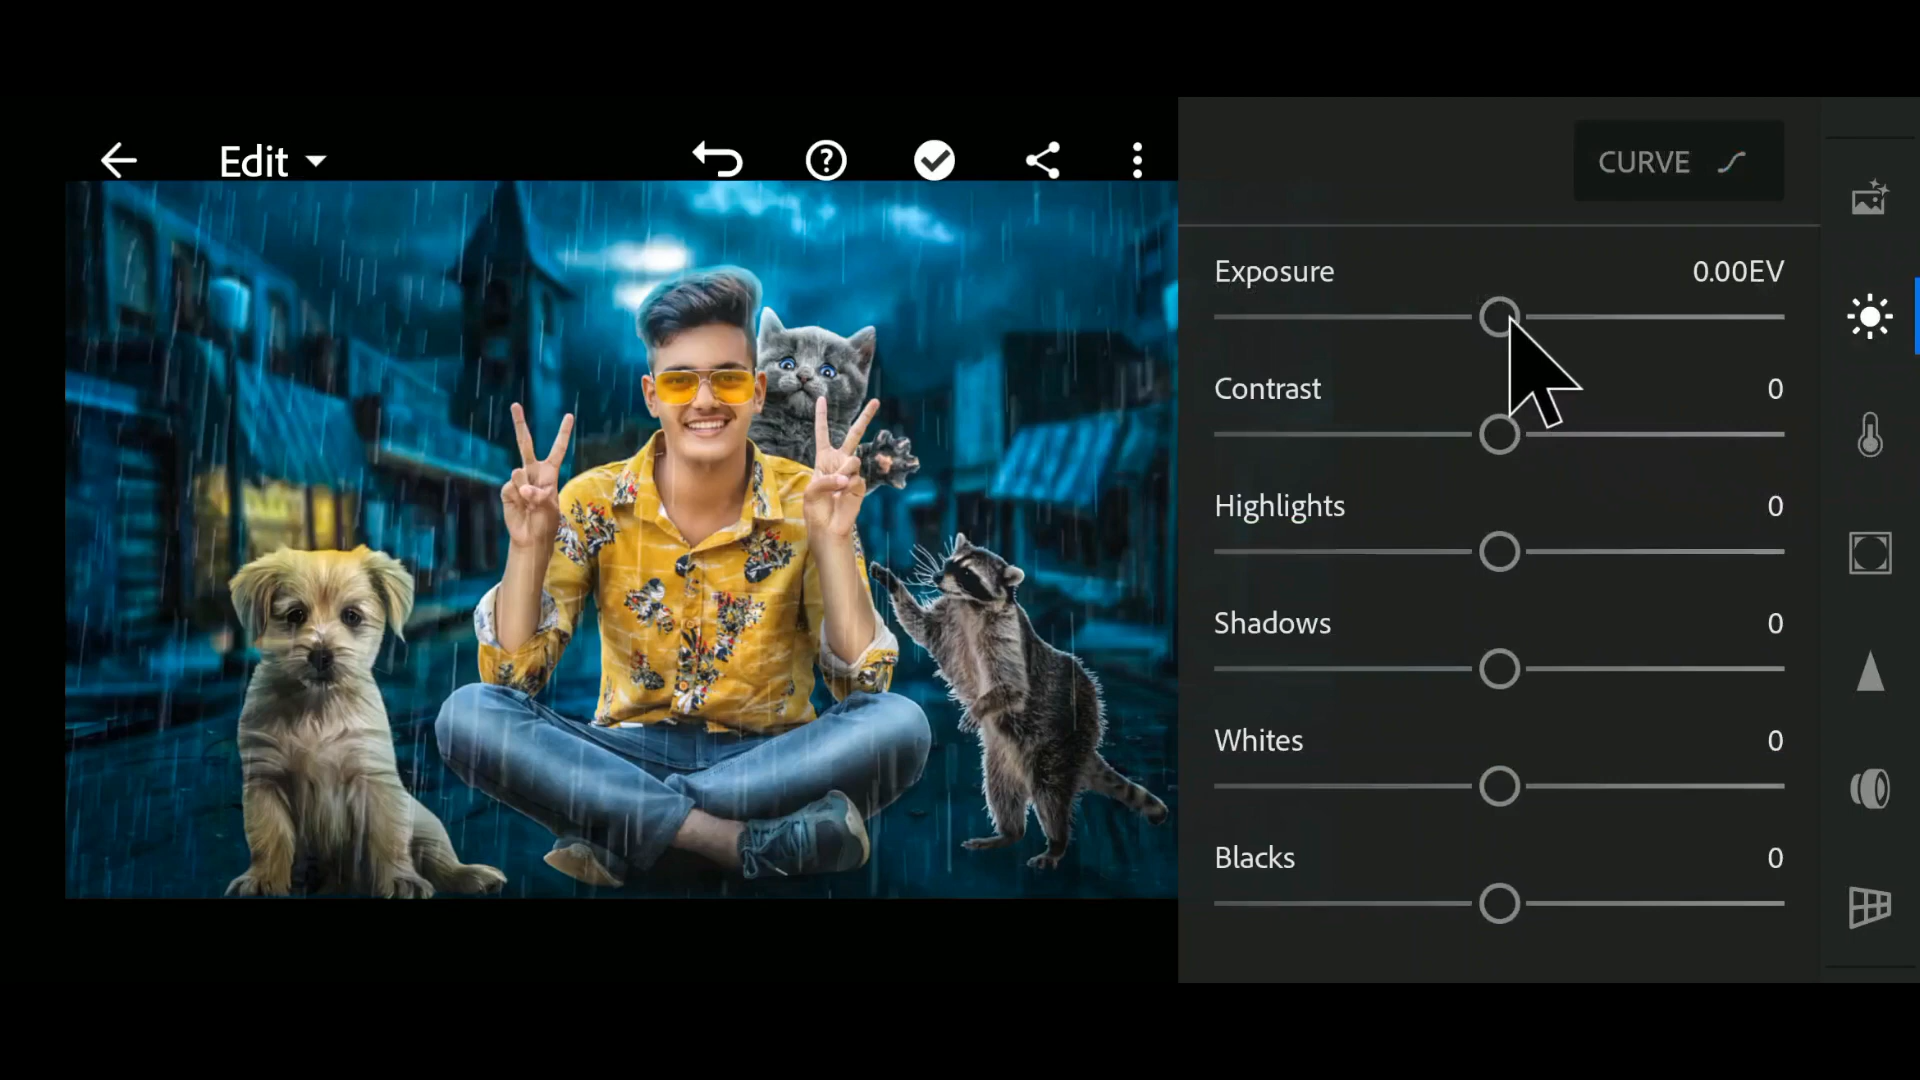 Edit
CURVE
Exposure 0.00EV
Contrast 0
Highlights 0
Shadows 0
Whites 0
Blacks 0